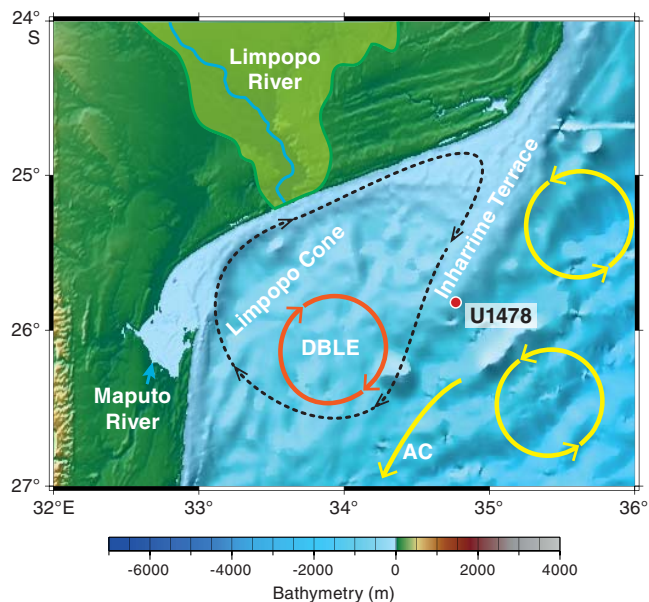 24°
S
Limpopo
River
25°
Inharrime Terrace
Limpopo Cone
U1478
26°
DBLE
Maputo
River
AC
27°
32°E
33°
34°
35°
36°
-6000
-4000
-2000
0
2000
4000
Bathymetry (m)